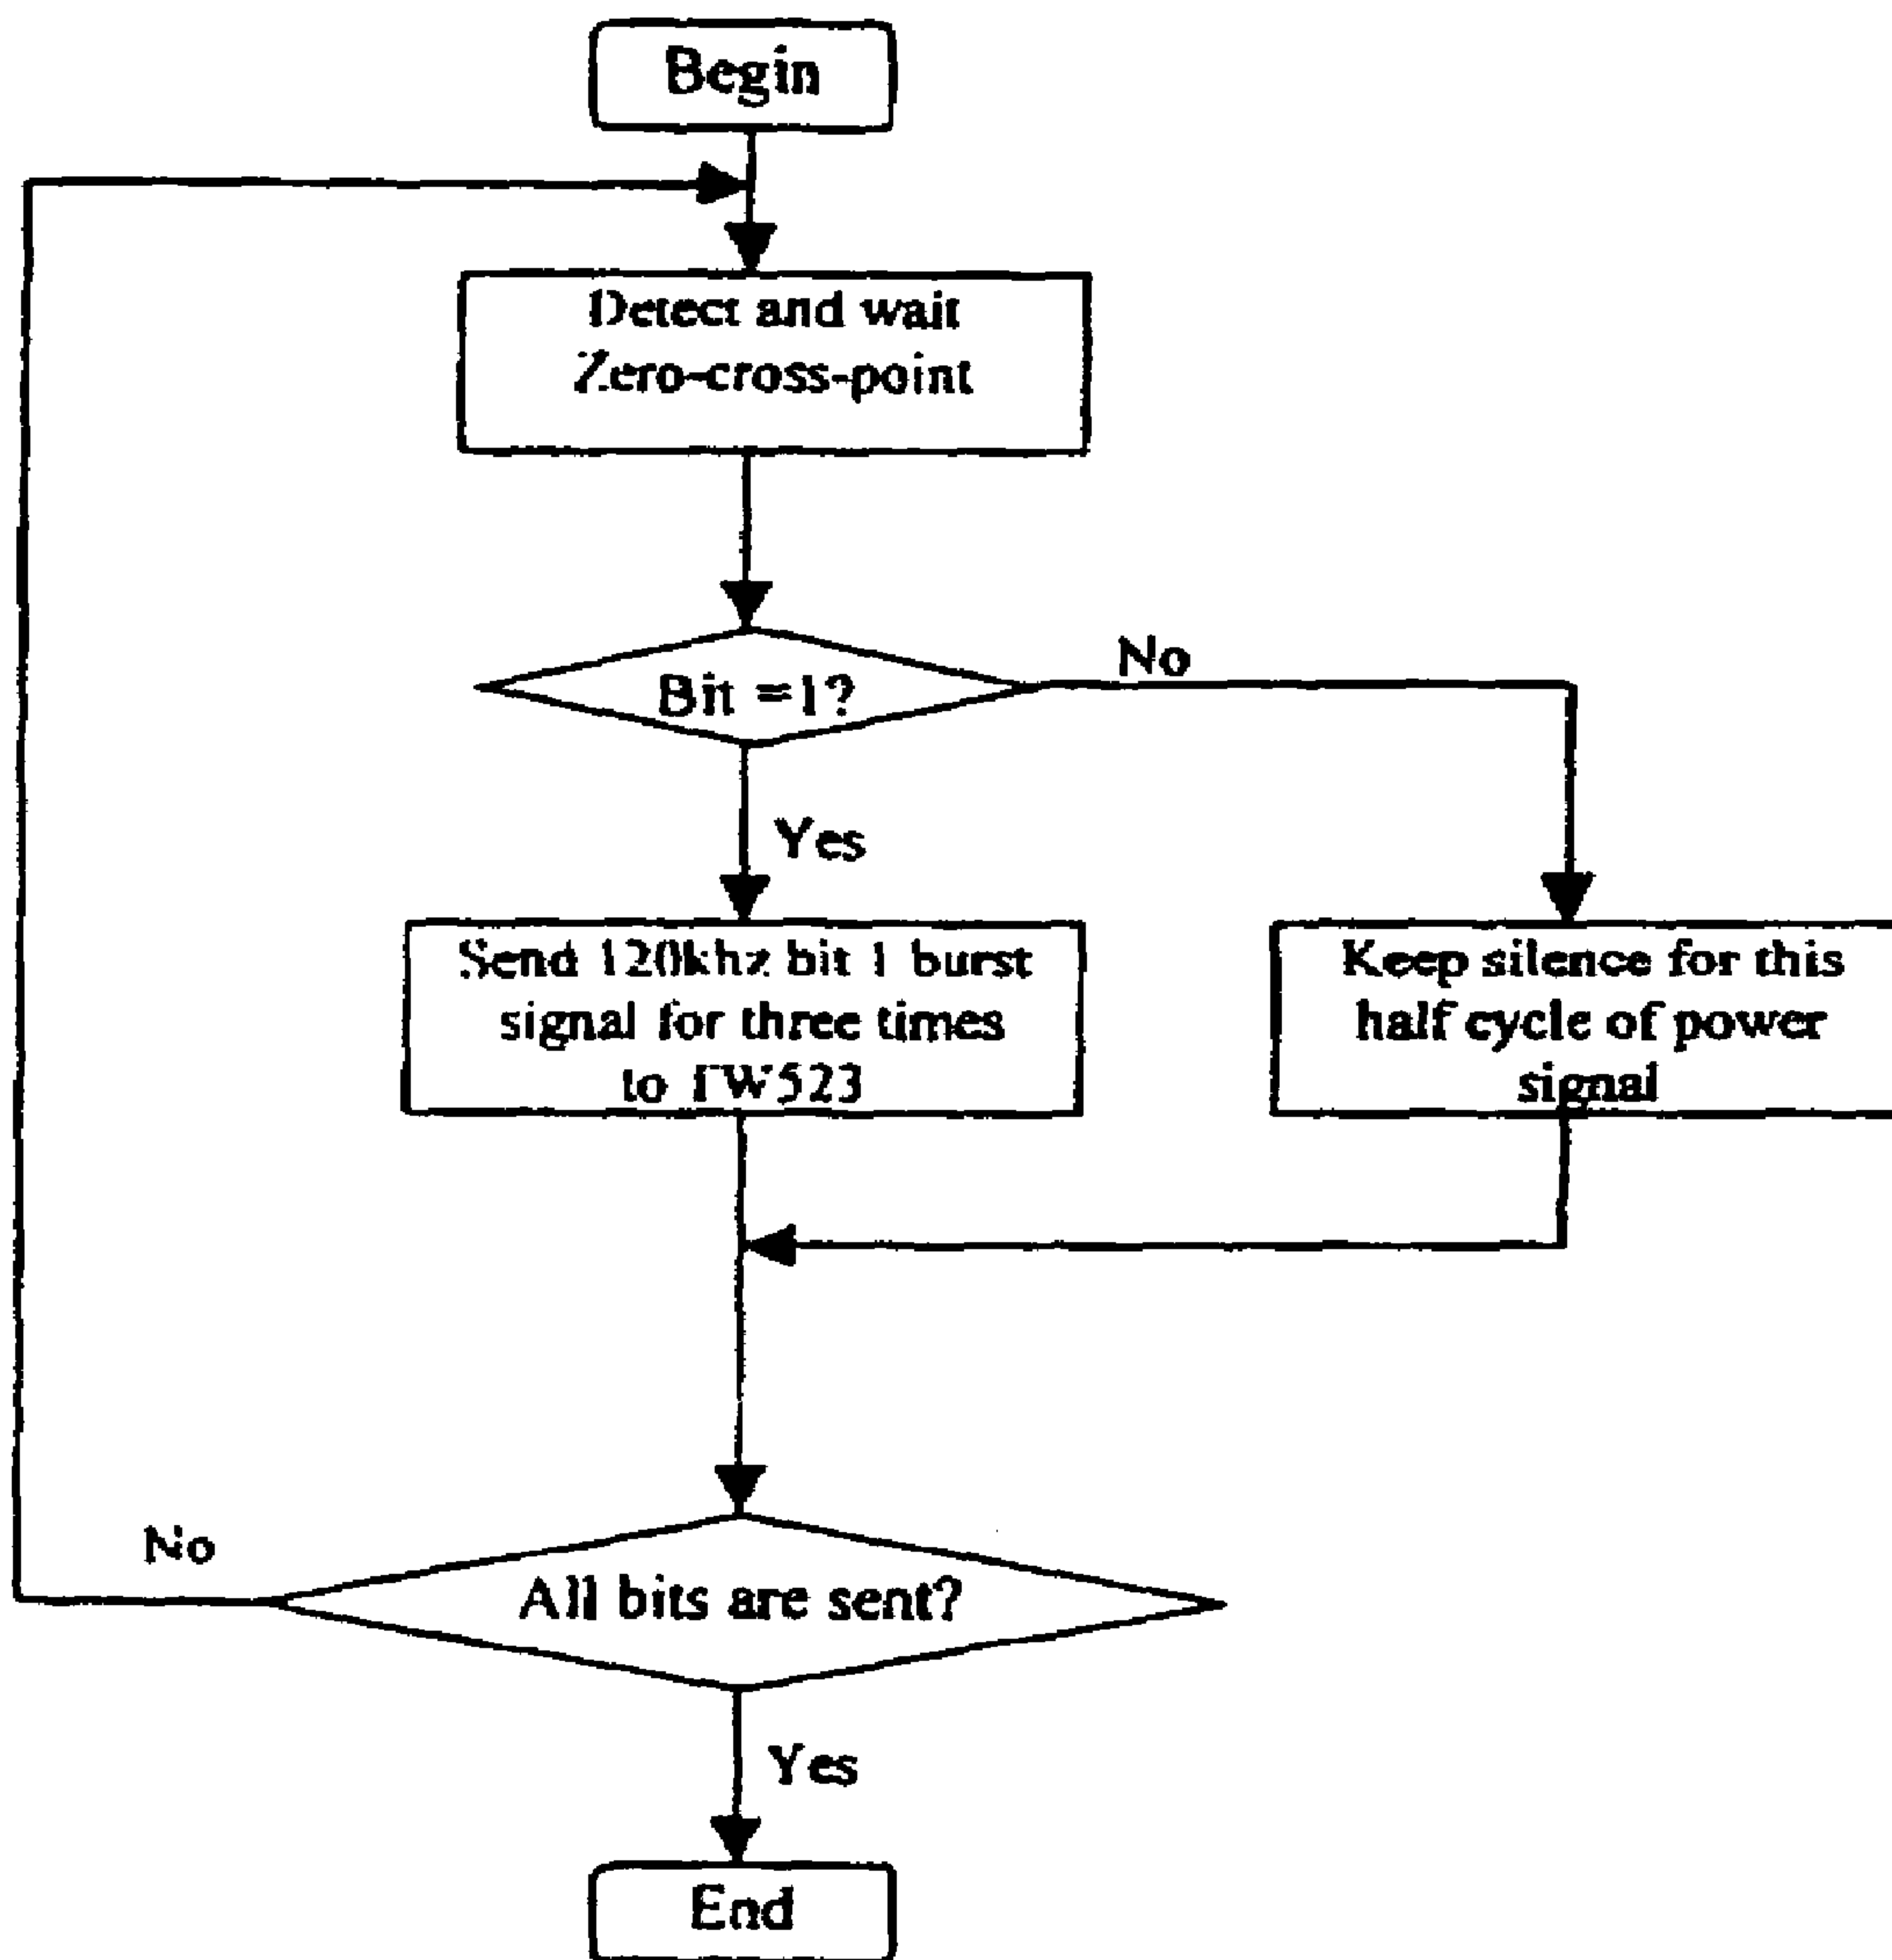 Begin
Detect and wait
Zero-cross-point
Bit =1?
No
Yes
Send 120khz bit 1 burst
signal for three times
to TW523
Keep silence for this
half cycle of power
signal
No
All bits are sent?
Yes
End